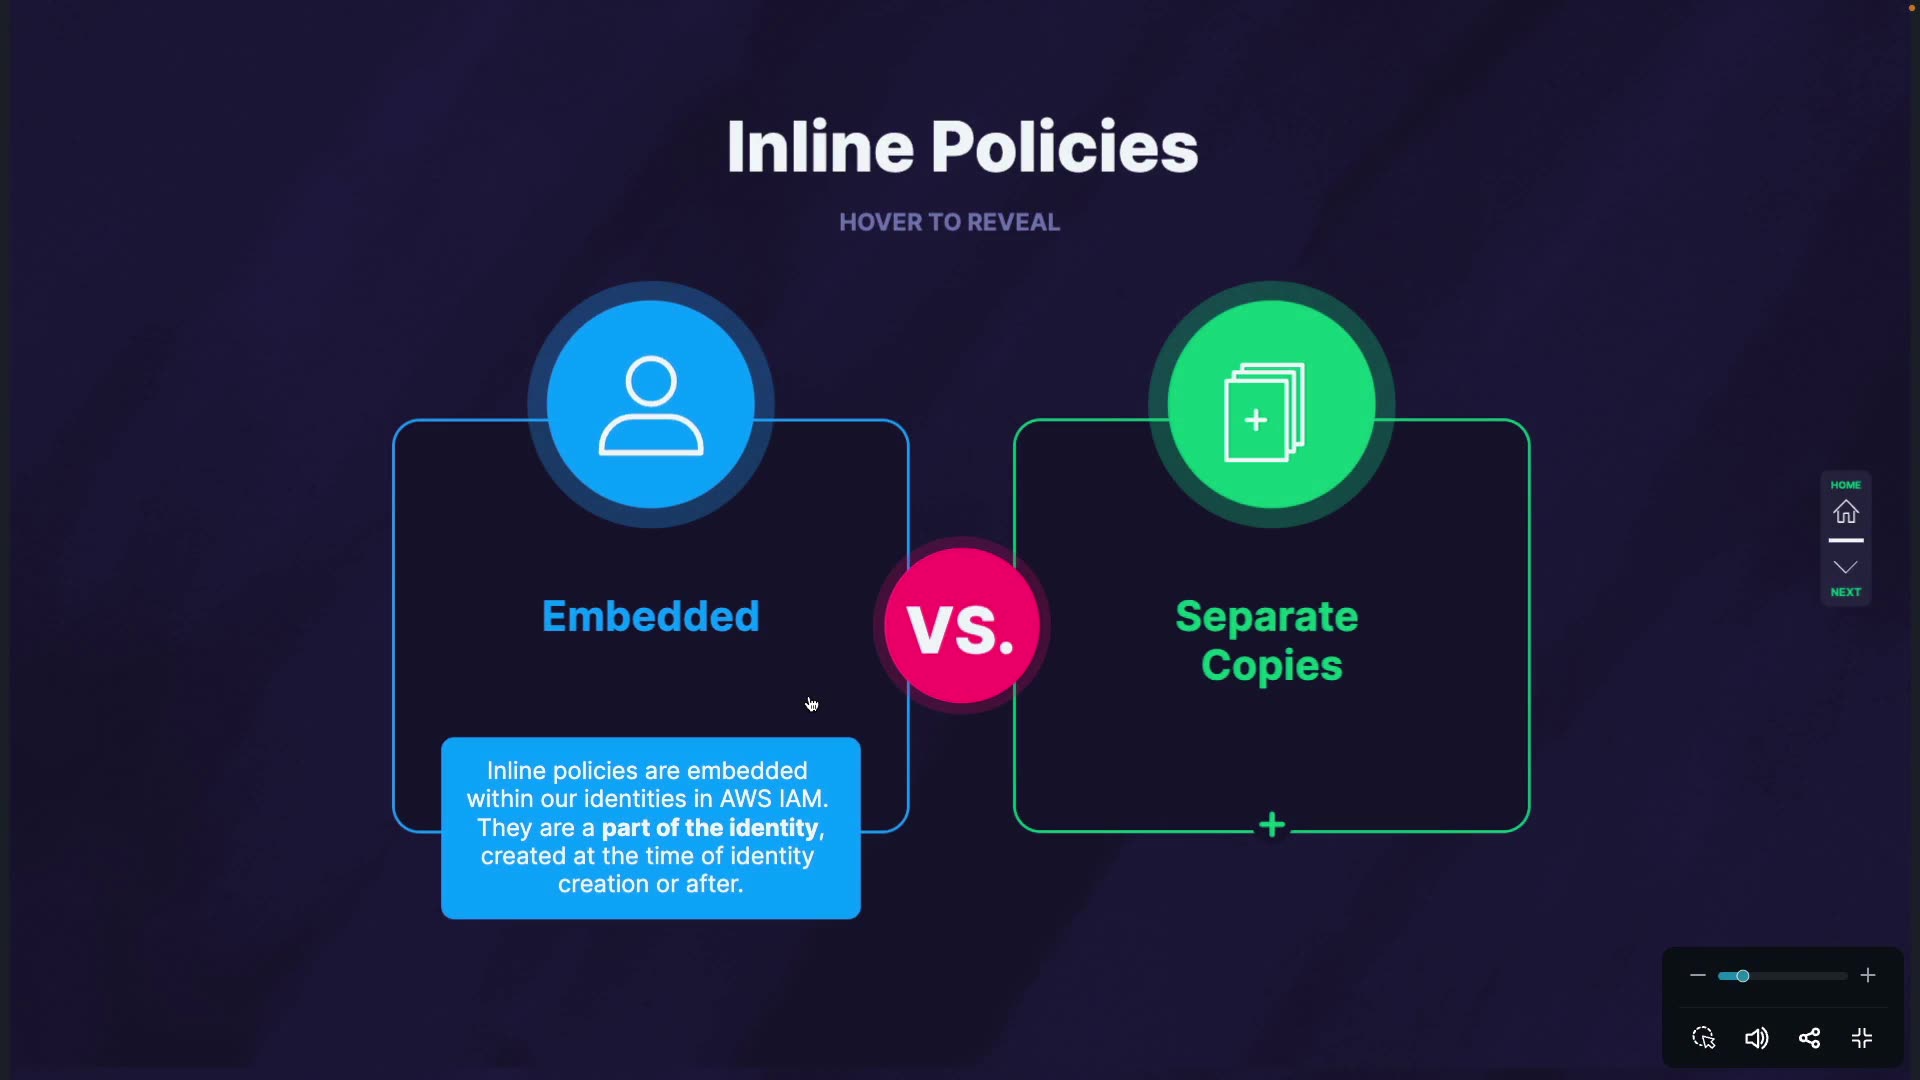 Inline Policies
HOVER TO REVEAL
Embedded
VS.
Separate
Copies
Inline policies are embedded
within our identities in AWS IAM.
They are a part of the identity,
created at the time of identity
creation or after.
HOME
NEXT